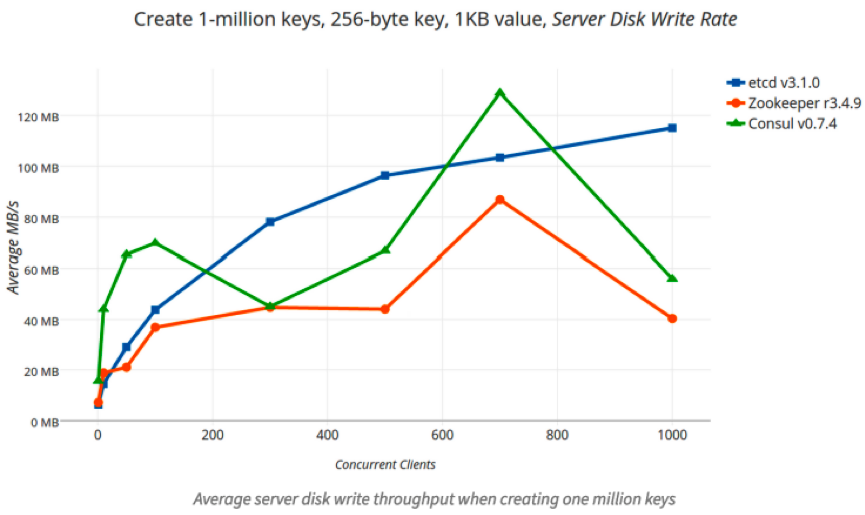 Create 1-million keys, 256-byte key, 1KB value, Server Disk Write Rate
etcd v3.1.0
Zookeeper r3.4.9
Consul v0.7.4
Average MB/s
120 MB
100 MB
80 MB
60 MB
40 MB
20 MB
0 MB
0
200
400
600
800
1000
Concurrent Clients
Average server disk write throughput when creating one million keys